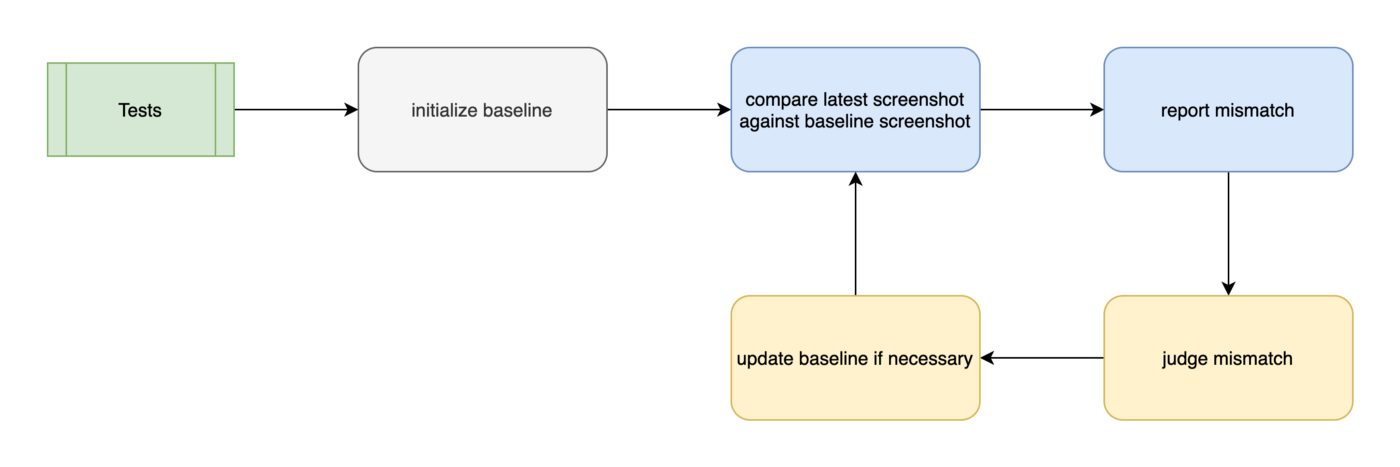 Tests
initialize baseline
compare latest screenshot
against baseline screenshot
report mismatch
update baseline if necessary
judge mismatch